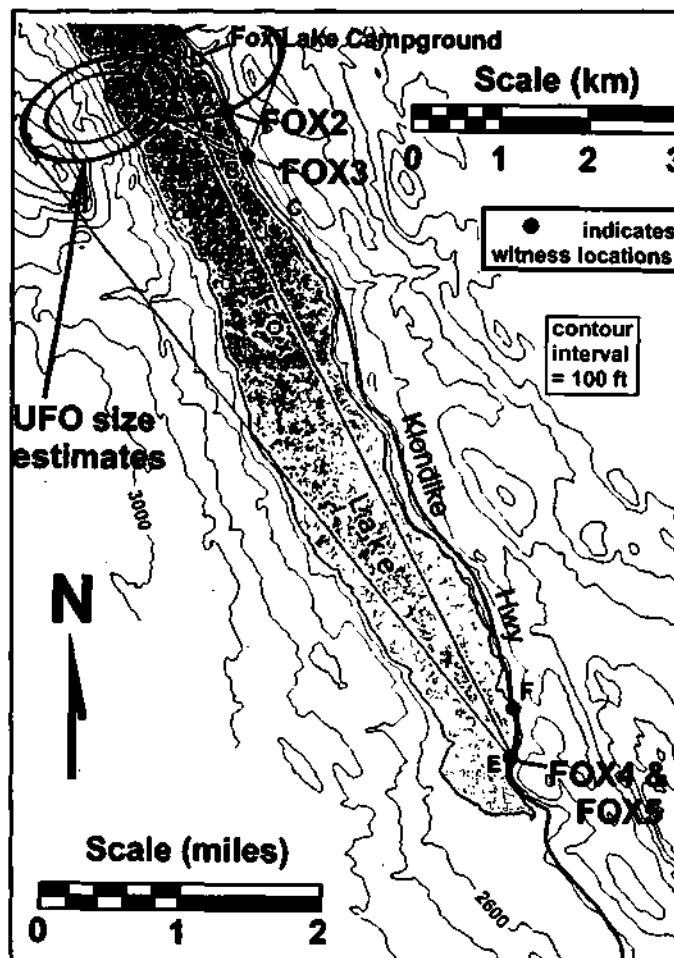 Fox Lake Campground
Scale (km)
0 1 2 3
FOX2
FOX3
B
C
indicates
witness locations
contour
interval
= 100 ft
UFO size
estimates
Fox Lake
Klondike
Hwy
3000
N
F
E
FOX4 &
FOX5
Scale (miles)
0 1 2
2600